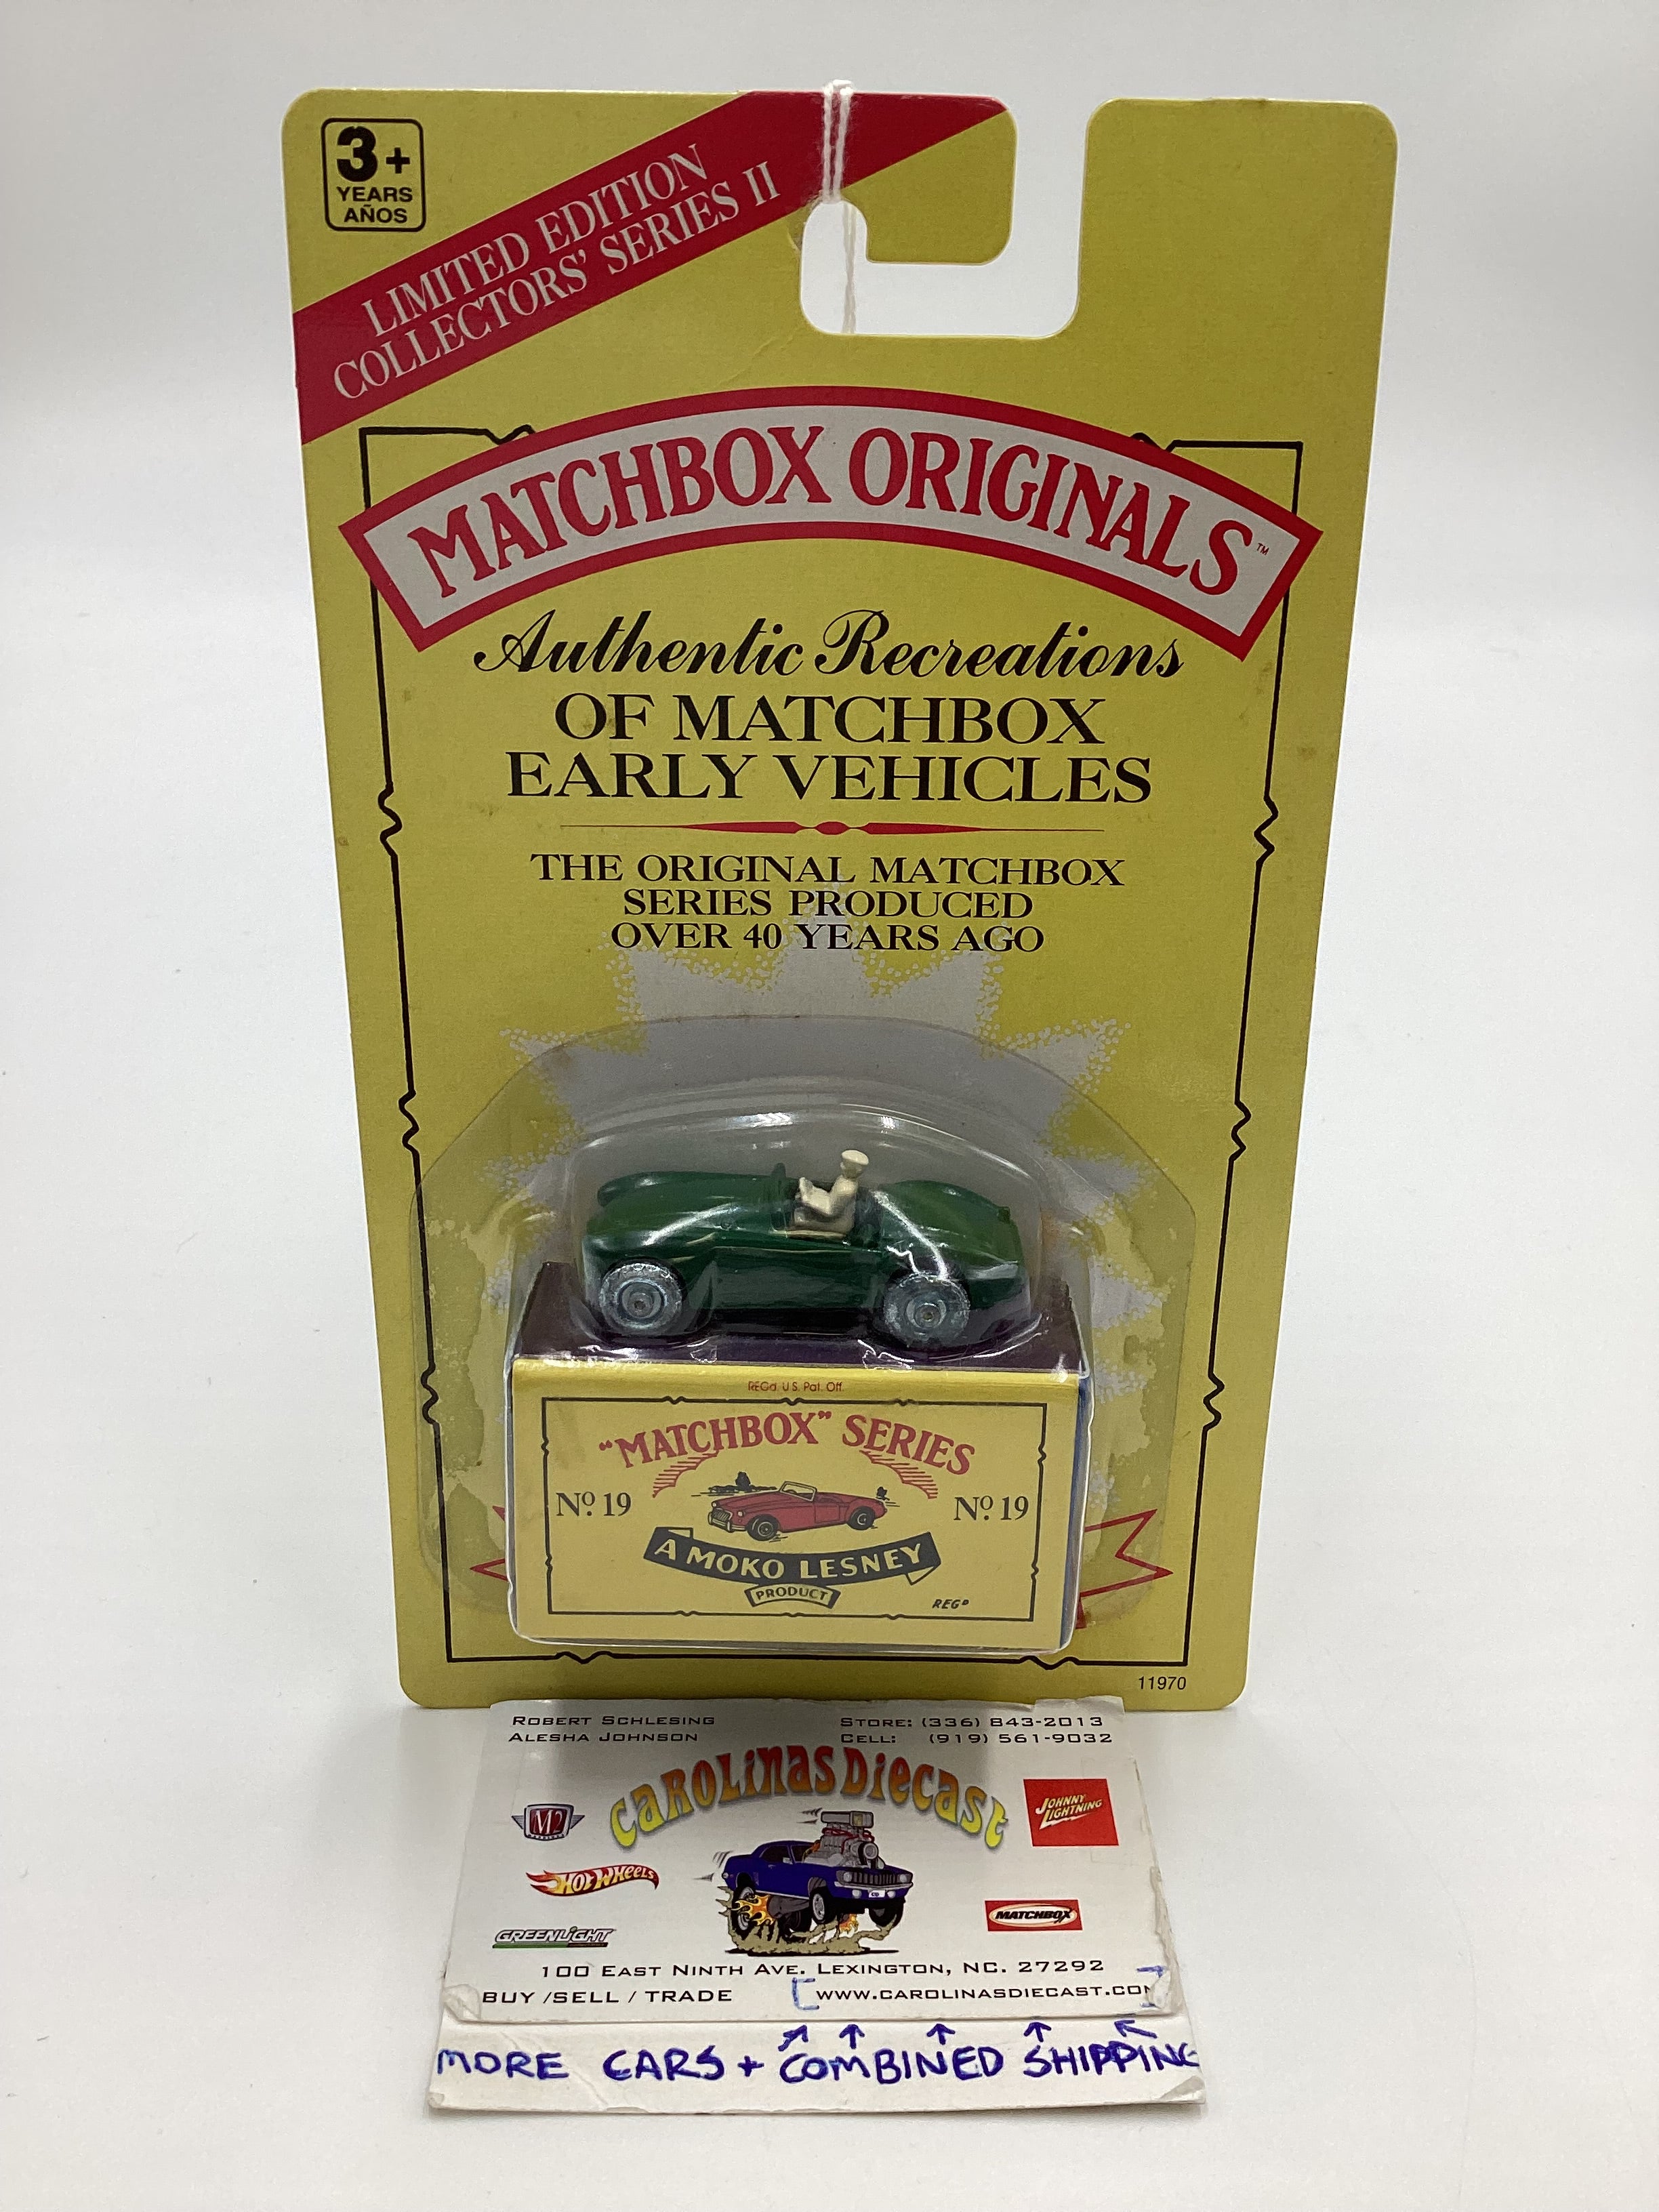 3+
YEARS
AÑOS
LIMITED EDITION
COLLECTORS' SERIES II
MATCHBOX ORIGINALS™
Authentic Recreations
OF MATCHBOX
EARLY VEHICLES
THE ORIGINAL MATCHBOX
SERIES PRODUCED
OVER 40 YEARS AGO
REGd. U.S. Pat. Off.
"MATCHBOX" SERIES
Nº. 19
Nº. 19
A MOKO LESNEY
PRODUCT
REGD
11970
ROBERT SCHLESING
ALESHA JOHNSON
STORE: (336) 843-2013
CELL: (919) 561-9032
CAROLINAS DIECAST
M2
JOHNNY LIGHTNING
HOT WHEELS
GREENLIGHT
MATCHBOX
100 EAST NINTH AVE. LEXINGTON, NC. 27292
BUY /SELL / TRADE [WWW.CAROLINASDIECAST.COM]
MORE CARS + COMBINED SHIPPING